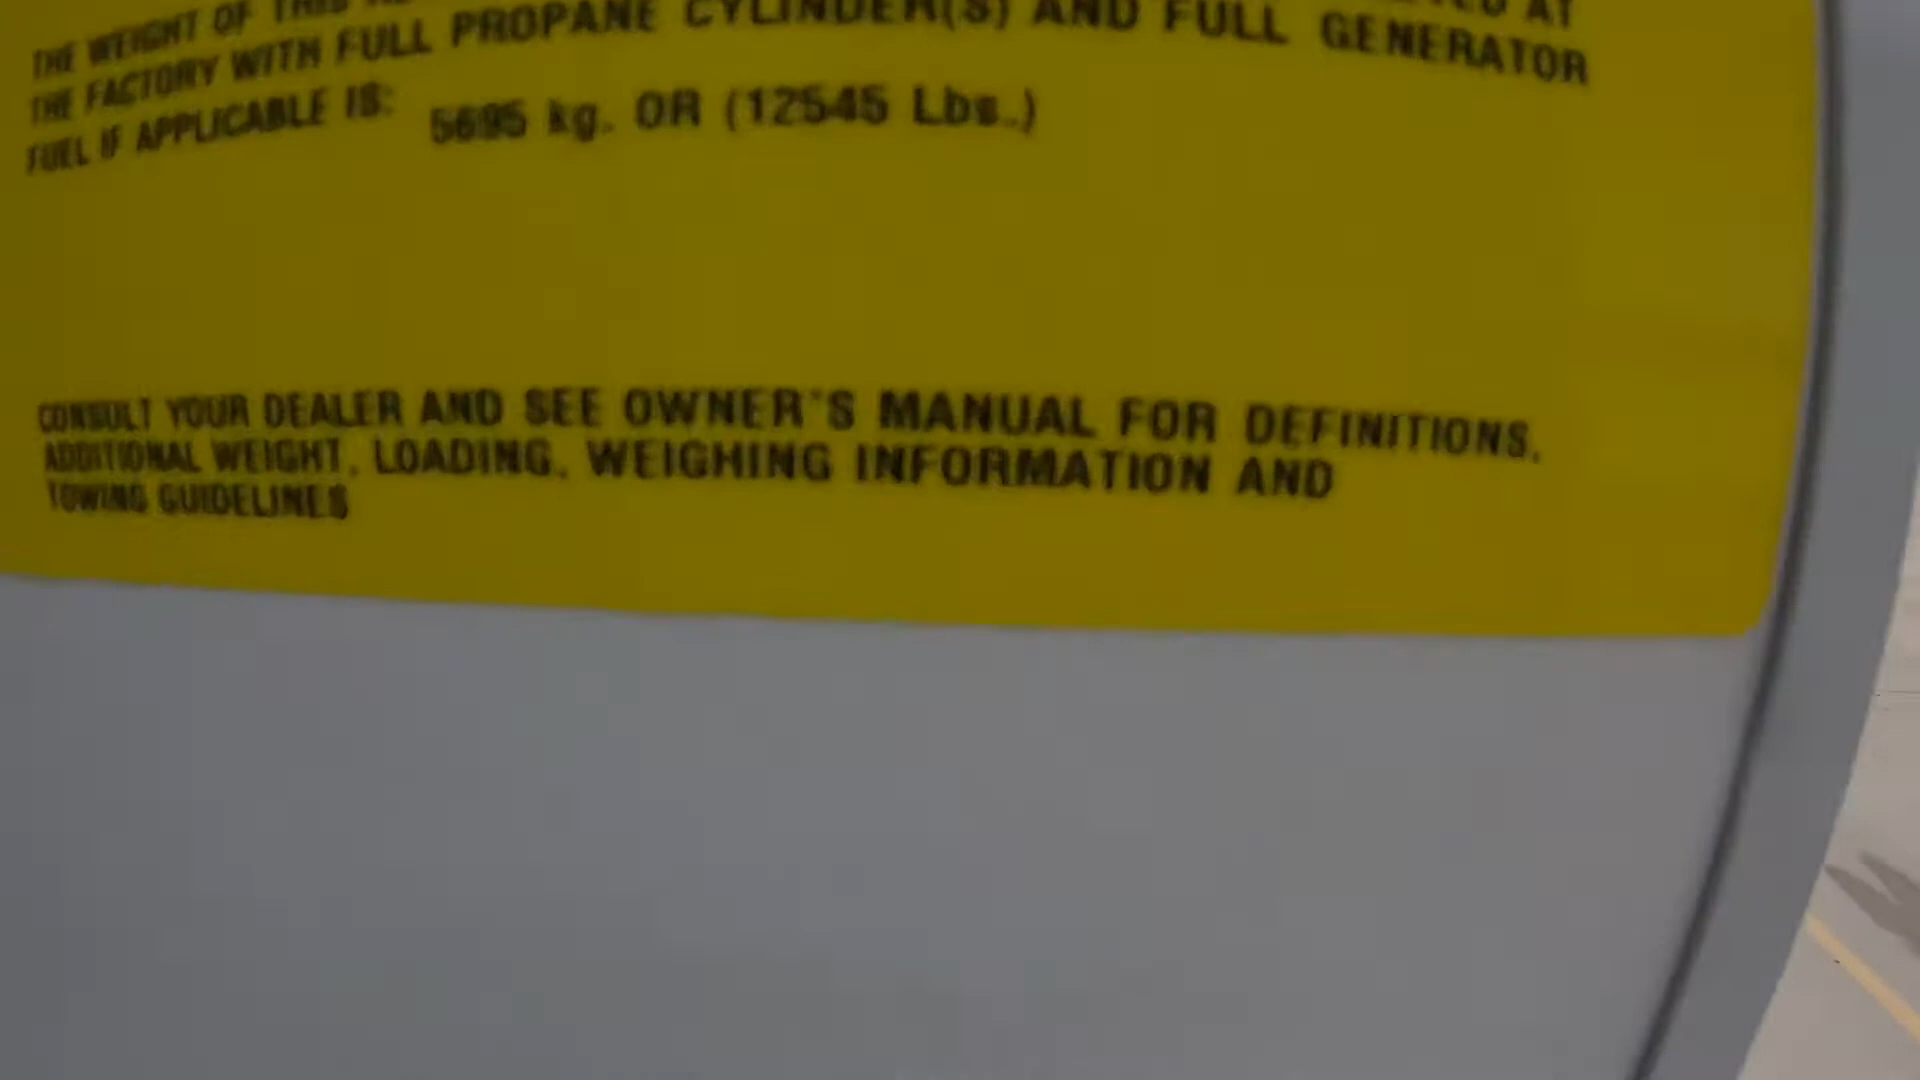 THE WEIGHT OF THIS AT
THE FACTORY WITH FULL PROPANE CYLINDER(S) AND FULL GENERATOR
FUEL IF APPLICABLE IS: 5695 kg. OR (12545 Lbs.)
CONSULT YOUR DEALER AND SEE OWNER'S MANUAL FOR DEFINITIONS,
ADDITIONAL WEIGHT, LOADING, WEIGHING INFORMATION AND
TOWING GUIDELINES